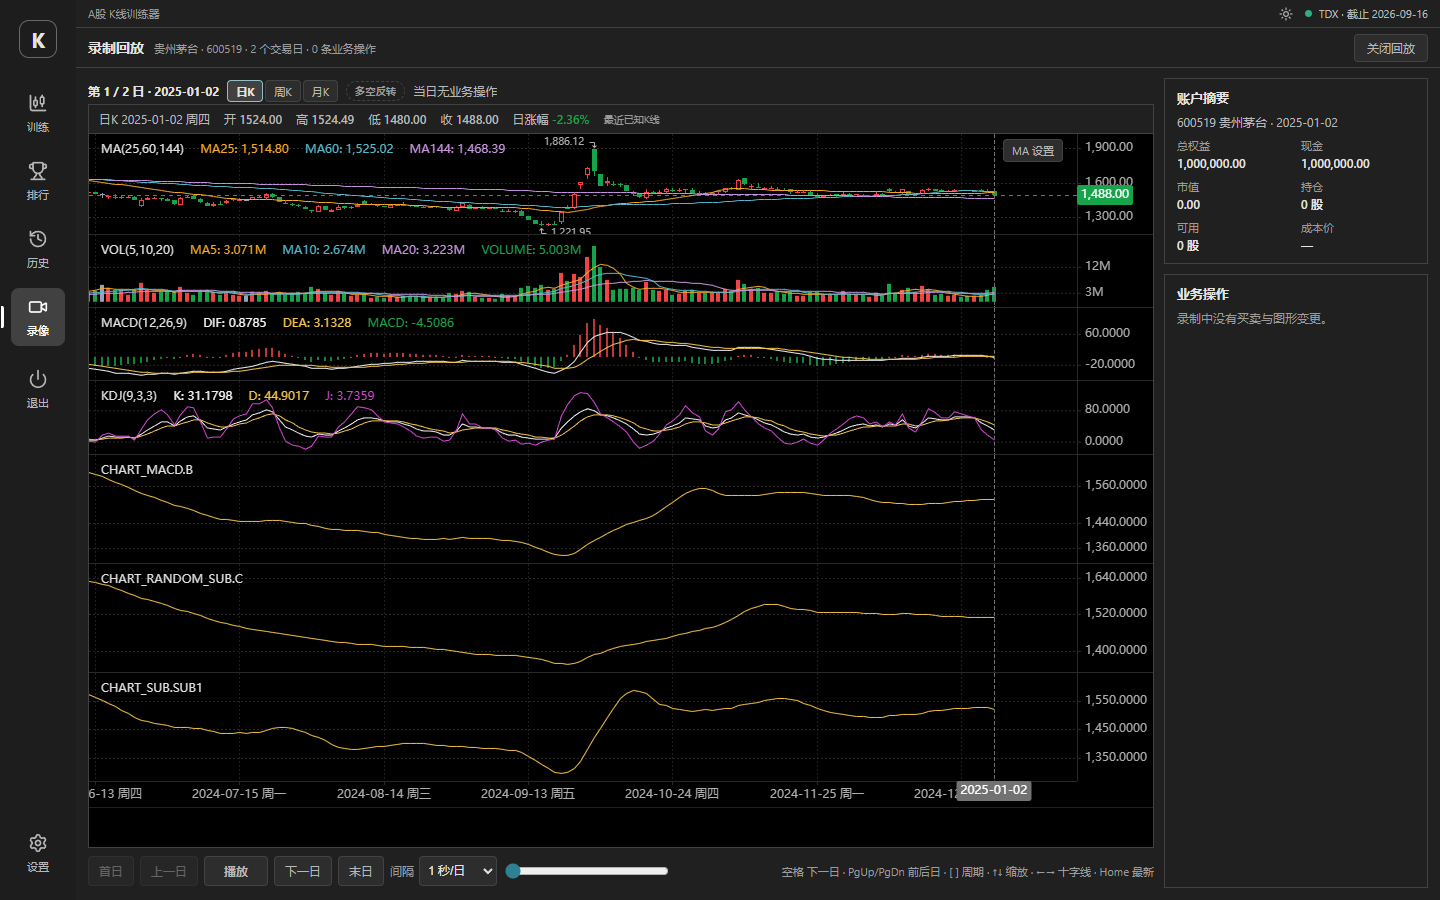 A股 K线训练器
TDX · 截止 2026-09-16
K
训练
排行
历史
录像
退出
设置
录制回放 贵州茅台 · 600519 · 2 个交易日 · 0 条业务操作
关闭回放
第 1 / 2 日 · 2025-01-02 日K 周K 月K 多空反转 当日无业务操作
日K 2025-01-02 周四 开 1524.00 高 1524.49 低 1480.00 收 1488.00 日涨幅 -2.36% 最近已知K线
MA(25,60,144) MA25: 1,514.80 MA60: 1,525.02 MA144: 1,468.39
1,886.12
MA 设置
1,900.00
1,600.00
1,488.00
1,300.00
1,221.95
VOL(5,10,20) MA5: 3.071M MA10: 2.674M MA20: 3.223M VOLUME: 5.003M
12M
3M
MACD(12,26,9) DIF: 0.8785 DEA: 3.1328 MACD: -4.5086
60.0000
-20.0000
KDJ(9,3,3) K: 31.1798 D: 44.9017 J: 3.7359
80.0000
0.0000
CHART_MACD.B
1,560.0000
1,440.0000
1,360.0000
CHART_RANDOM_SUB.C
1,640.0000
1,520.0000
1,400.0000
CHART_SUB.SUB1
1,550.0000
1,450.0000
1,350.0000
6-13 周四 2024-07-15 周一 2024-08-14 周三 2024-09-13 周五 2024-10-24 周四 2024-11-25 周一 2024-12 2025-01-02
首日 上一日 播放 下一日 末日 间隔 1 秒/日
空格 下一日 · PgUp/PgDn 前后日 · [ ] 周期 · ↑↓ 缩放 · ←→ 十字线 · Home 最新
账户摘要
600519 贵州茅台 · 2025-01-02
总权益 现金
1,000,000.00 1,000,000.00
市值 持仓
0.00 0 股
可用 成本价
0 股 —
业务操作
录制中没有买卖与图形变更。